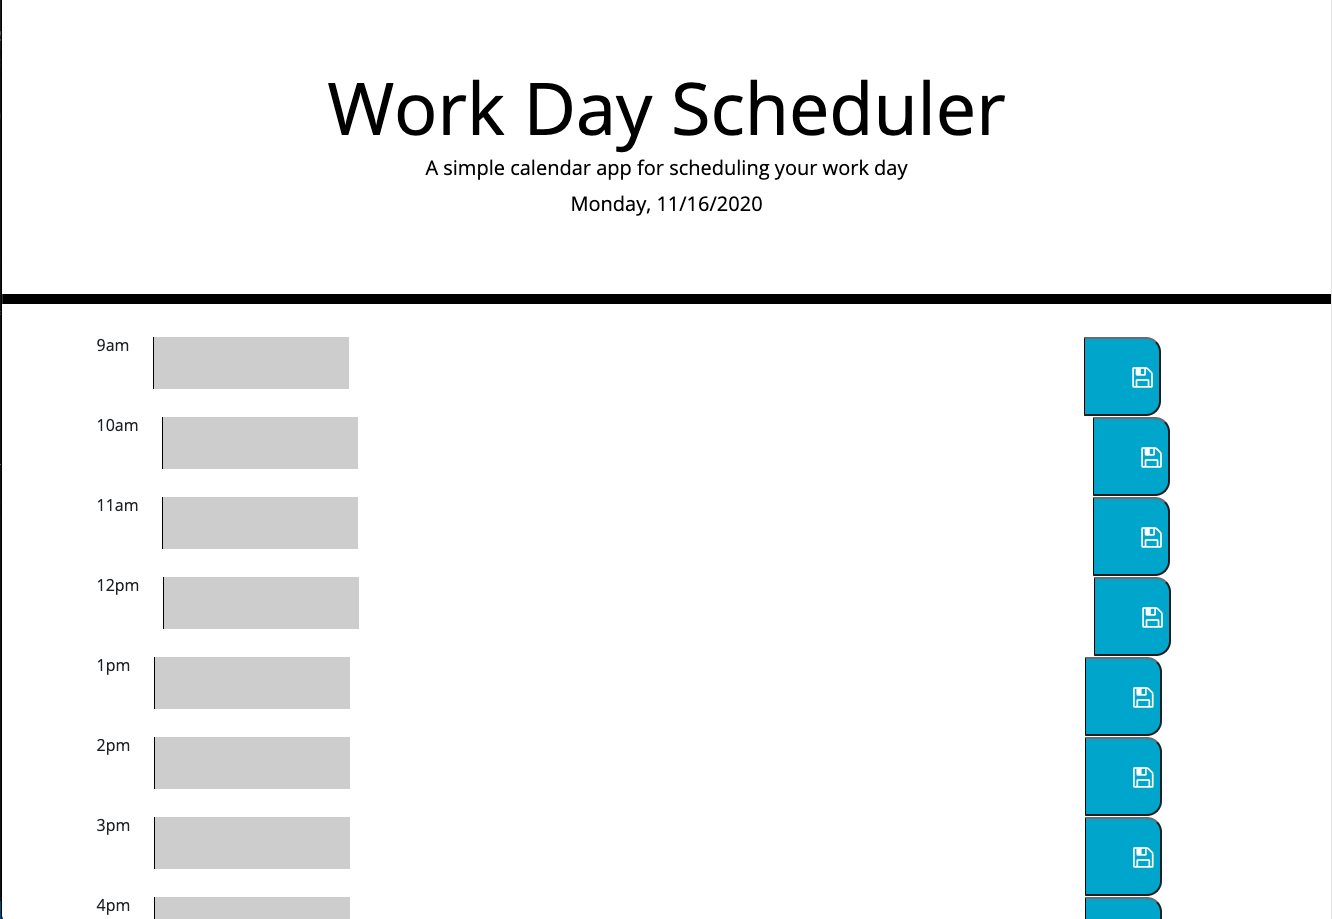 Work Day Scheduler
A simple calendar app for scheduling your work day
Monday, 11/16/2020
9am
10am
11am
12pm
1pm
2pm
3pm
4pm